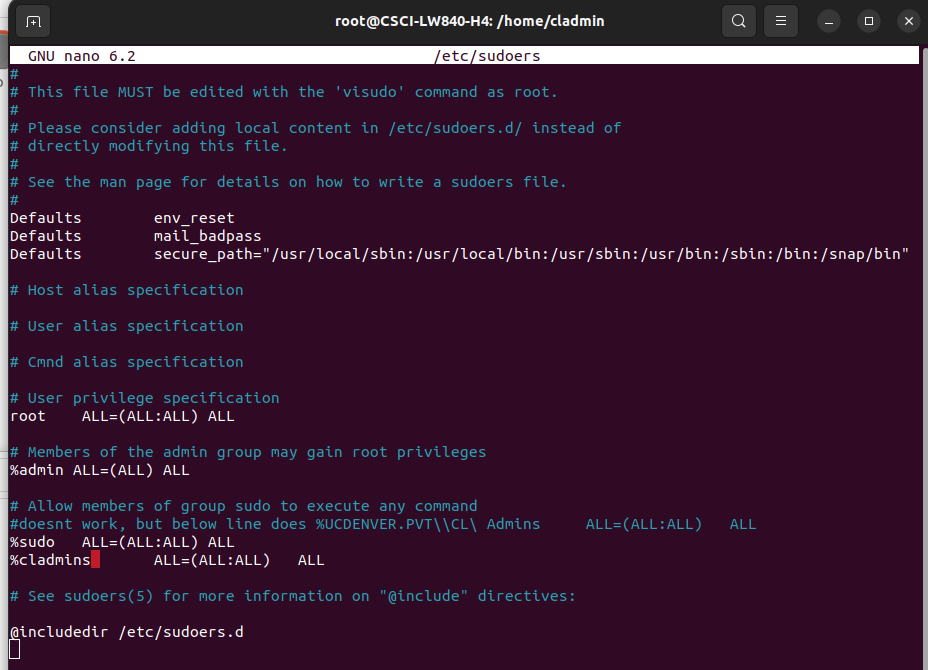 root@CSCI-LW840-H4: /home/cladmin
GNU nano 6.2 /etc/sudoers
#
# This file MUST be edited with the 'visudo' command as root.
#
# Please consider adding local content in /etc/sudoers.d/ instead of
# directly modifying this file.
#
# See the man page for details on how to write a sudoers file.
#
Defaults env_reset
Defaults mail_badpass
Defaults secure_path="/usr/local/sbin:/usr/local/bin:/usr/sbin:/usr/bin:/sbin:/bin:/snap/bin"
# Host alias specification
# User alias specification
# Cmnd alias specification
# User privilege specification
root ALL=(ALL:ALL) ALL
# Members of the admin group may gain root privileges
%admin ALL=(ALL) ALL
# Allow members of group sudo to execute any command
#doesnt work, but below line does %UCDENVER.PVT\\CL\ Admins ALL=(ALL:ALL) ALL
%sudo ALL=(ALL:ALL) ALL
%cladmins ALL=(ALL:ALL) ALL
# See sudoers(5) for more information on "@include" directives:
@includedir /etc/sudoers.d